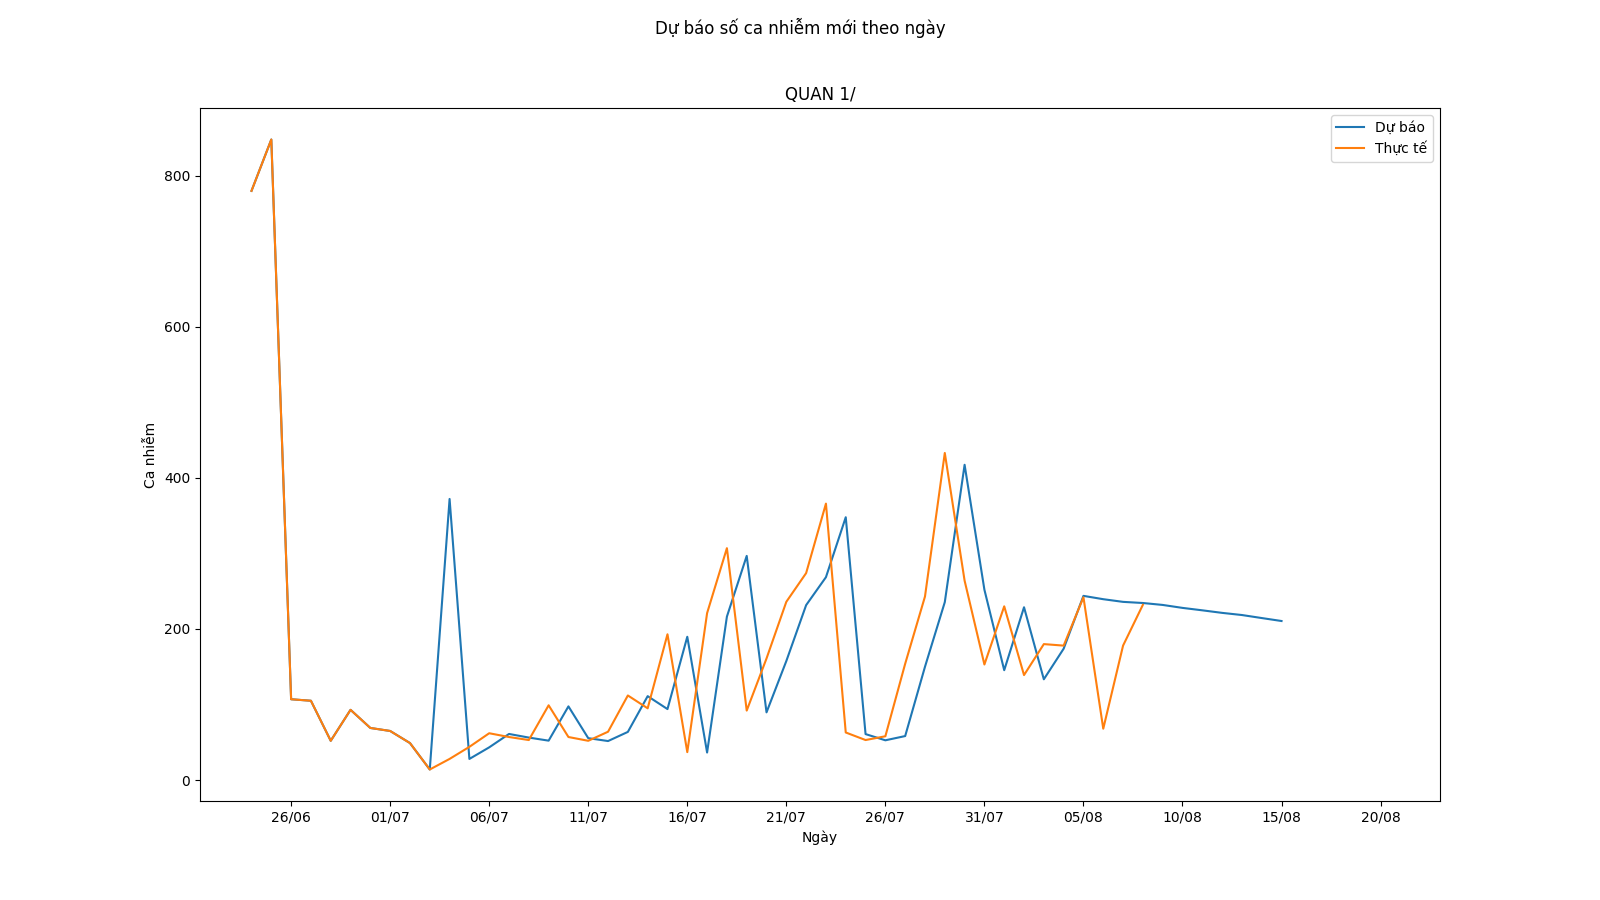 Dự báo số ca nhiễm mới theo ngày
QUAN 1/
Dự báo
Thực tế
800
600
400
200
0
Ca nhiễm
26/06 01/07 06/07 11/07 16/07 21/07 26/07 31/07 05/08 10/08 15/08 20/08
Ngày